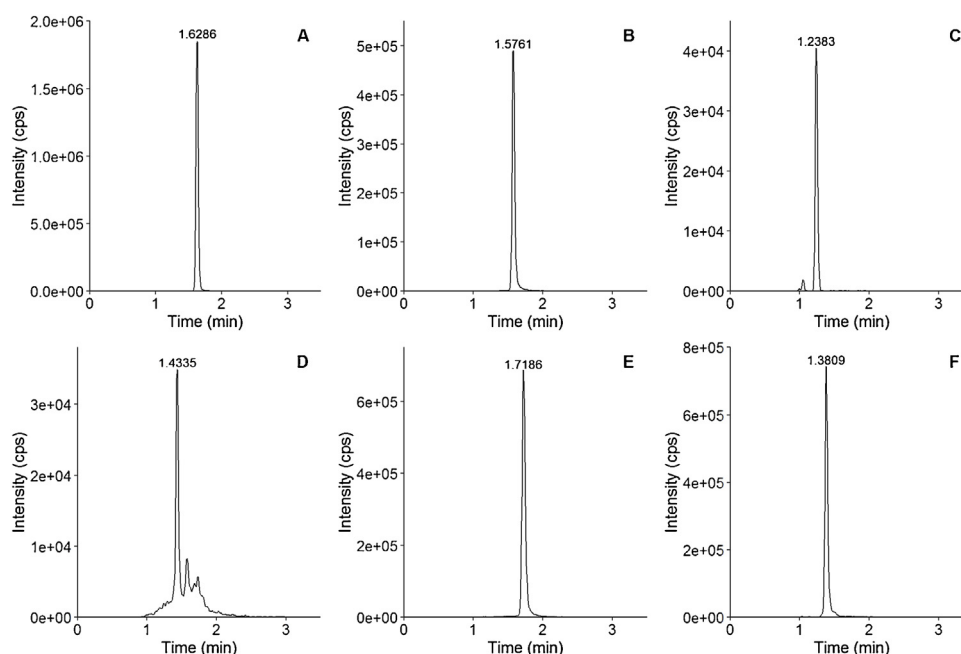 A
1.6286
Intensity (cps)
2.0e+06
1.5e+06
1.0e+06
5.0e+05
0.0e+00
0 1 2 3
Time (min)
B
1.5761
Intensity (cps)
5e+05
4e+05
3e+05
2e+05
1e+05
0e+00
0 1 2 3
Time (min)
C
1.2383
Intensity (cps)
4e+04
3e+04
2e+04
1e+04
0e+00
0 1 2 3
Time (min)
D
1.4335
Intensity (cps)
3e+04
2e+04
1e+04
0e+00
0 1 2 3
Time (min)
E
1.7186
Intensity (cps)
6e+05
4e+05
2e+05
0e+00
0 1 2 3
Time (min)
F
1.3809
Intensity (cps)
8e+05
6e+05
4e+05
2e+05
0e+00
0 1 2 3
Time (min)